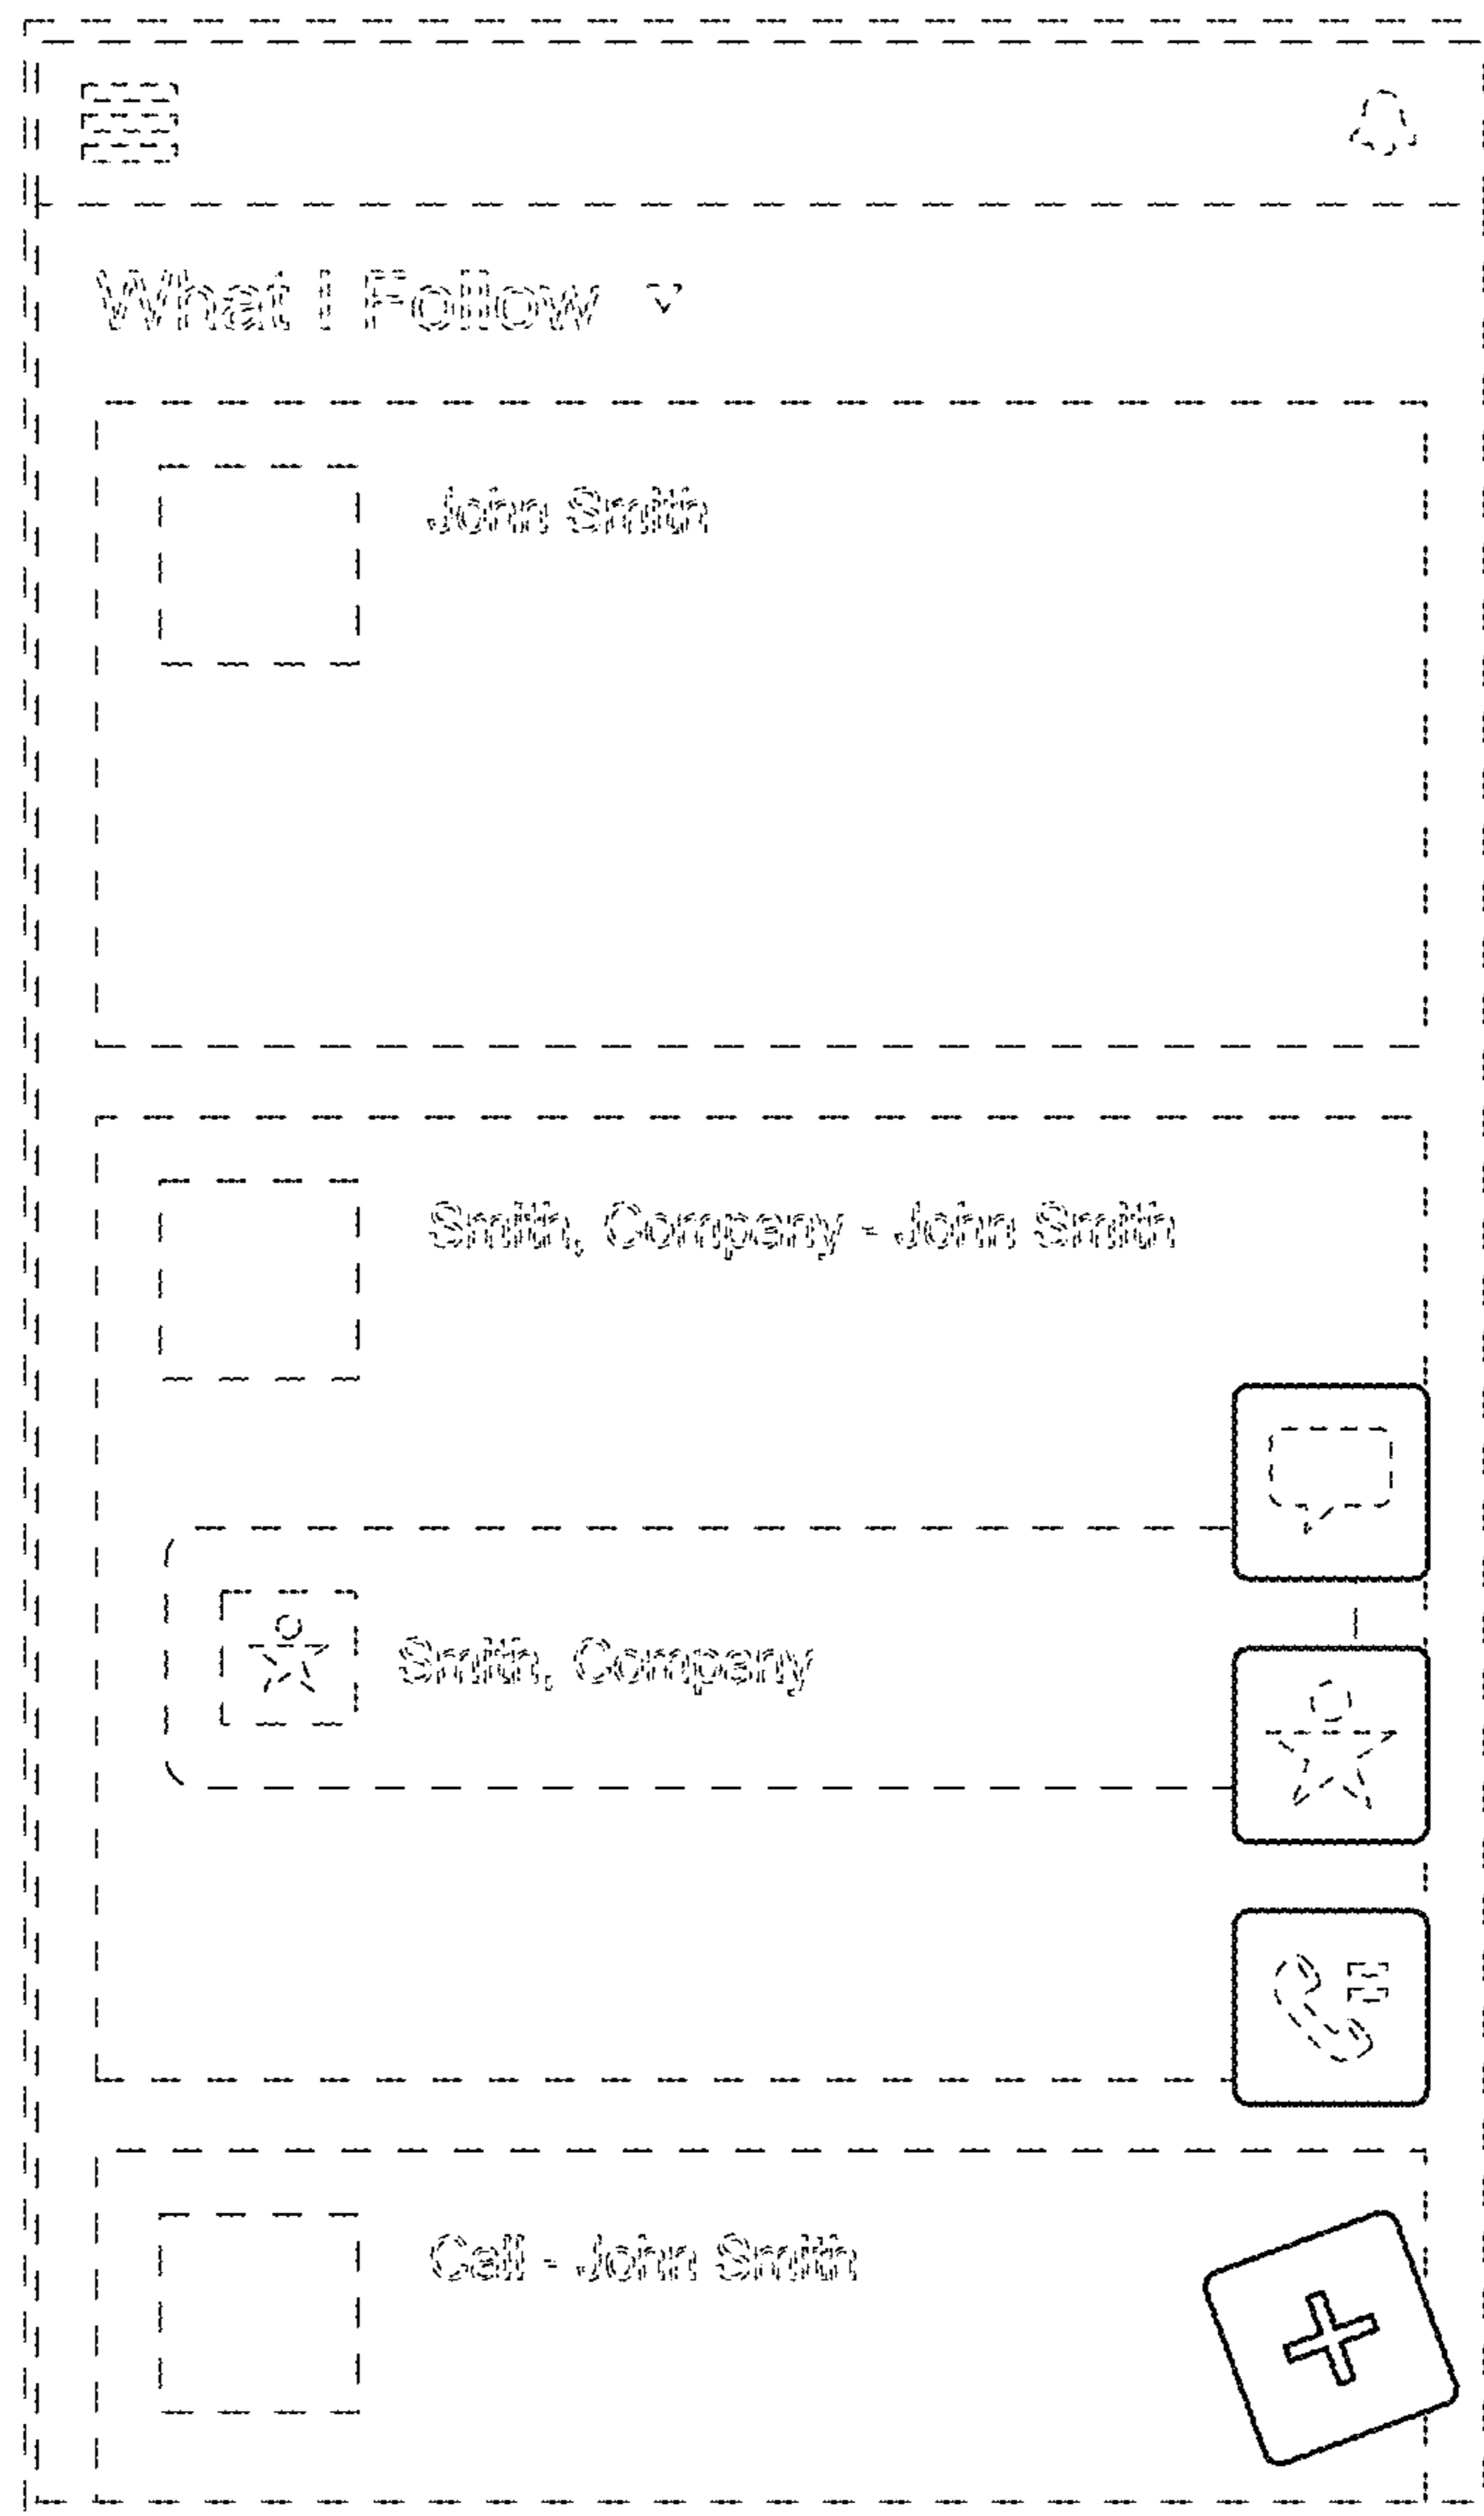 What I Follow
John Smith
Smith, Company - John Smith
Smith, Company
Call - John Smith